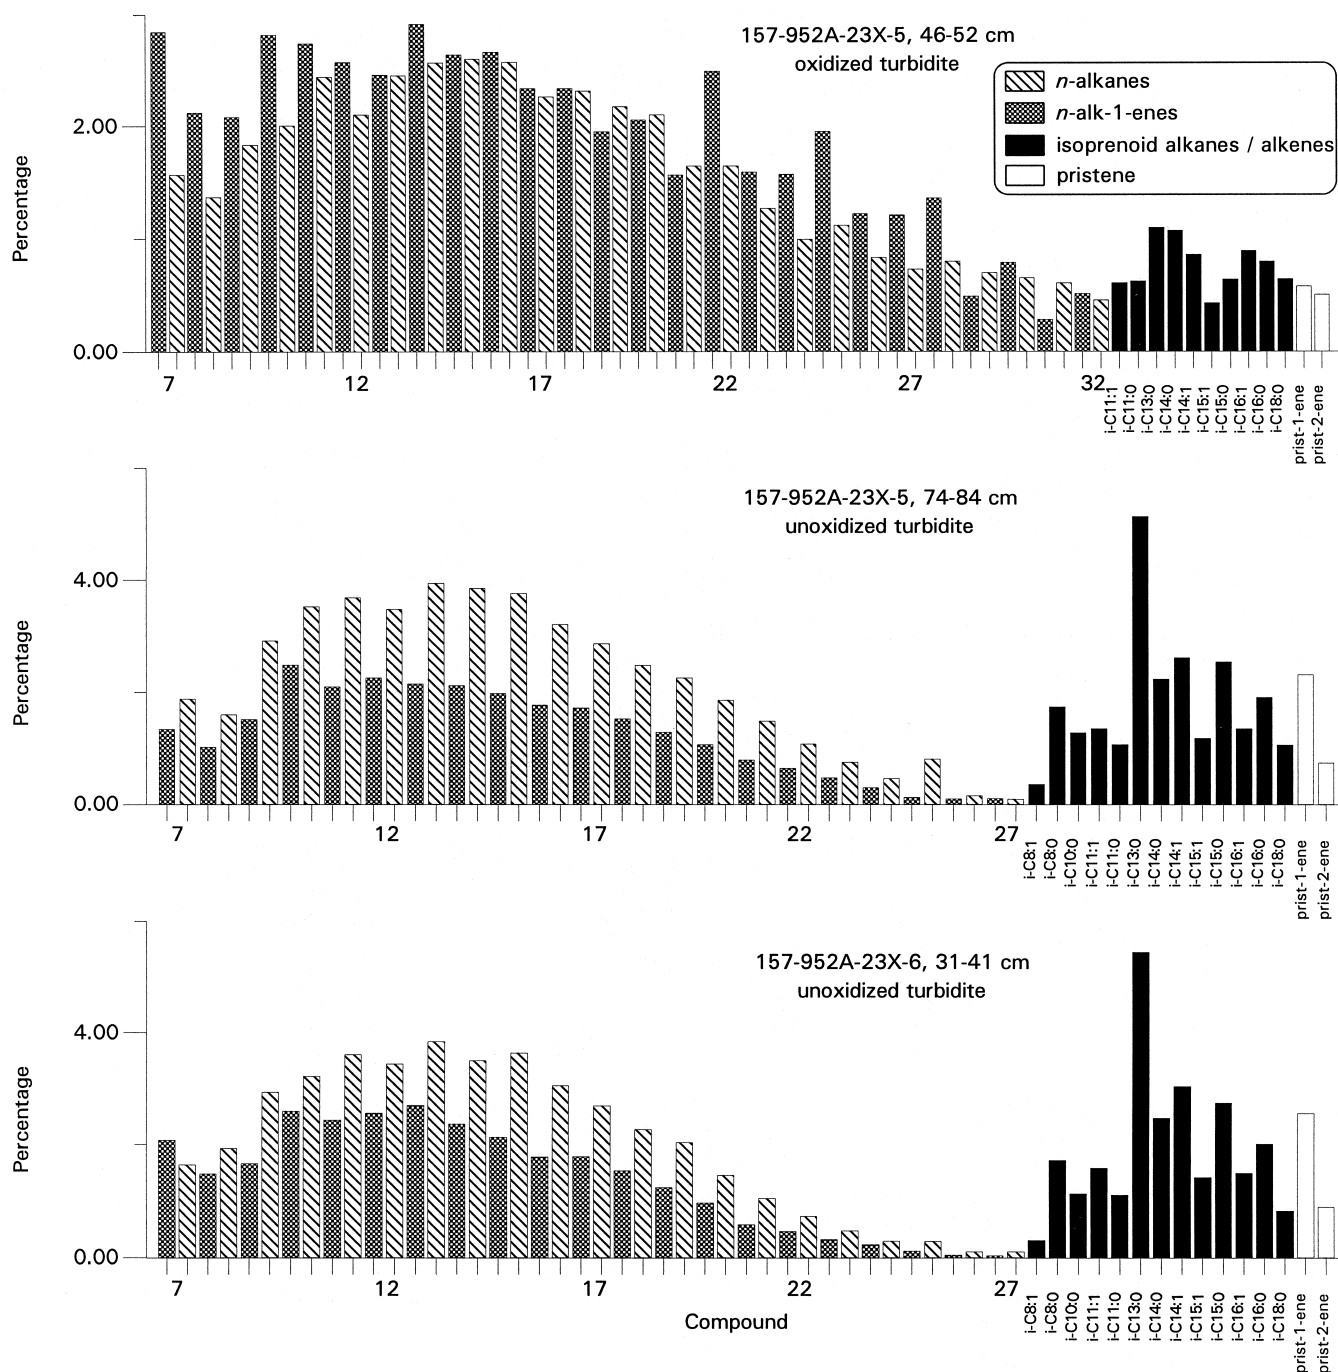 157-952A-23X-5, 46-52 cm
oxidized turbidite
n-alkanes
n-alk-1-enes
isoprenoid alkanes / alkenes
pristene
Percentage
2.00
0.00
7 12 17 22 27 32
i-C11:1 i-C11:0 i-C13:0 i-C14:0 i-C14:1 i-C15:1 i-C15:0 i-C16:1 i-C16:0 i-C18:0 prist-1-ene prist-2-ene
157-952A-23X-5, 74-84 cm
unoxidized turbidite
Percentage
4.00
0.00
7 12 17 22 27
i-C8:1 i-C8:0 i-C10:0 i-C11:1 i-C11:0 i-C13:0 i-C14:0 i-C14:1 i-C15:1 i-C15:0 i-C16:1 i-C16:0 i-C18:0 prist-1-ene prist-2-ene
157-952A-23X-6, 31-41 cm
unoxidized turbidite
Percentage
4.00
0.00
7 12 17 22 27
i-C8:1 i-C8:0 i-C10:0 i-C11:1 i-C11:0 i-C13:0 i-C14:0 i-C14:1 i-C15:1 i-C15:0 i-C16:1 i-C16:0 i-C18:0 prist-1-ene prist-2-ene
Compound